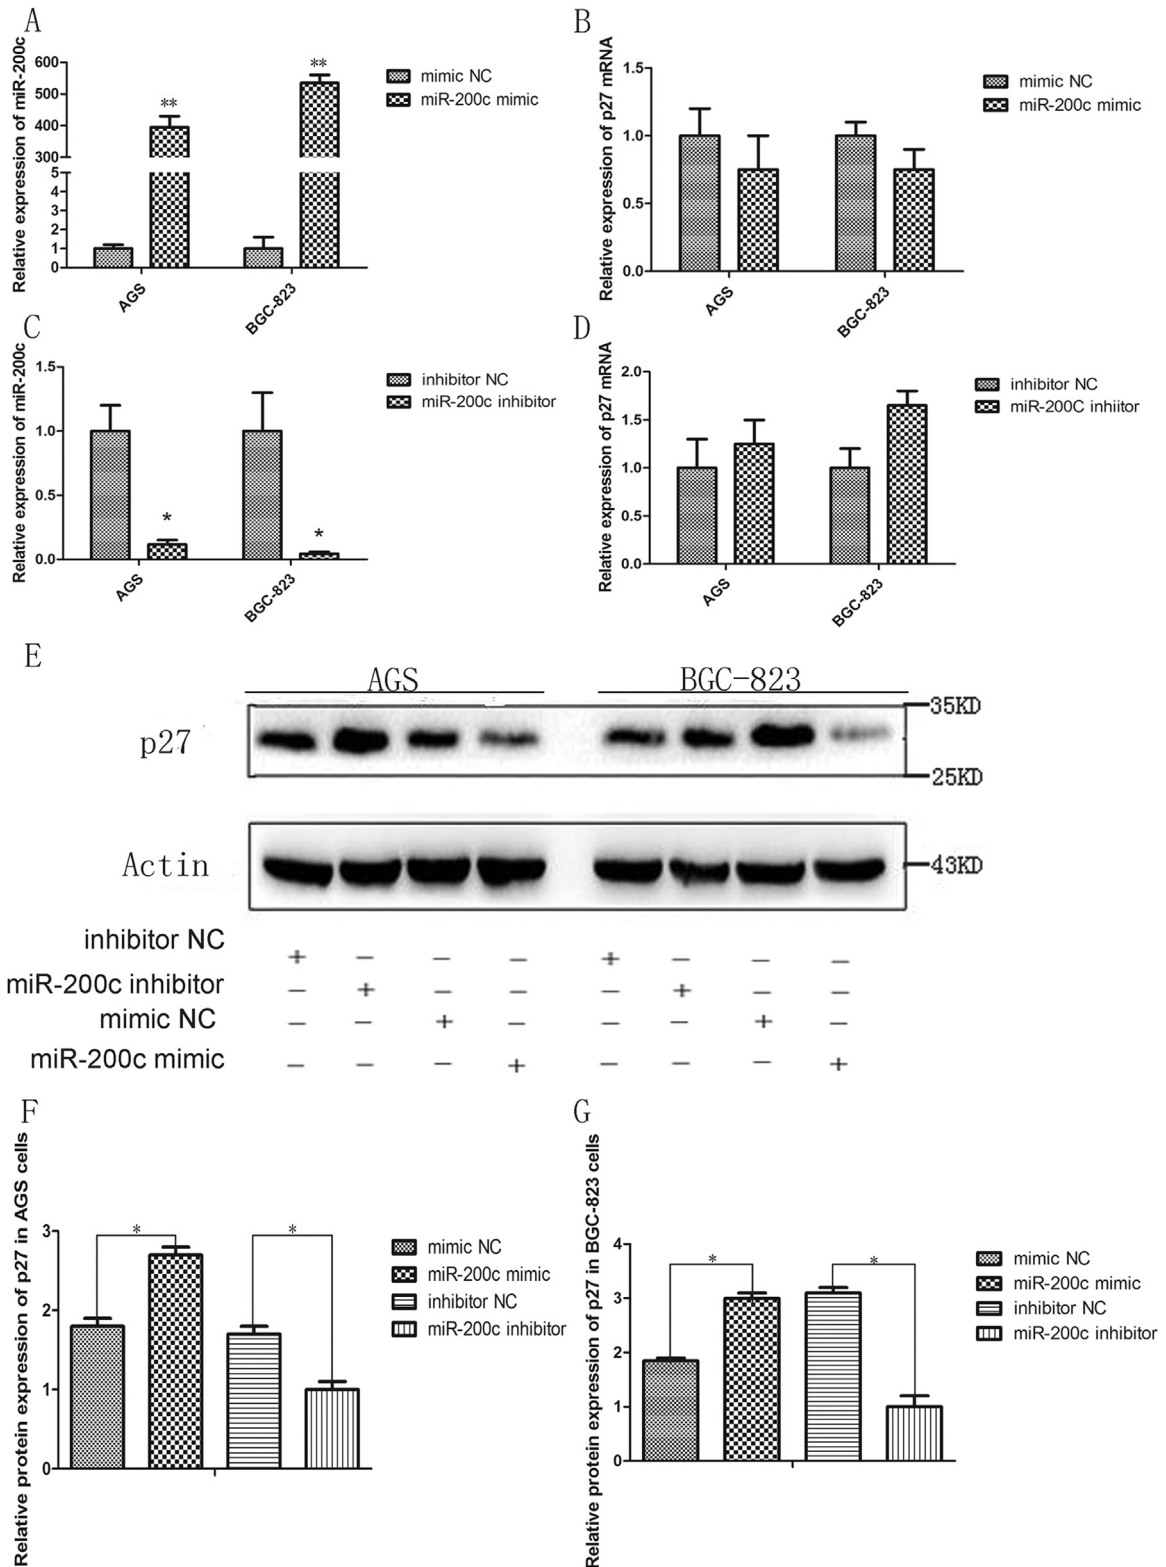 A
Relative expression of miR-200c
600
500
400
300
5
4
3
2
1
0
**
**
AGS
BGC-823
mimic NC
miR-200c mimic
B
Relative expression of p27 mRNA
1.5
1.0
0.5
0.0
AGS
BGC-823
mimic NC
miR-200c mimic
C
Relative expression of miR-200c
1.5
1.0
0.5
0.0
*
*
AGS
BGC-823
inhibitor NC
miR-200c inhibitor
D
Relative expression of p27 mRNA
2.0
1.5
1.0
0.5
0.0
AGS
BGC-823
inhibitor NC
miR-200C inhiitor
E
AGS BGC-823
p27
35KD
25KD
Actin
43KD
inhibitor NC + — — — + — — —
miR-200c inhibitor — + — — — + — —
mimic NC — — + — — — + —
miR-200c mimic — — — + — — — +
F
Relative protein expression of p27 in AGS cells
3
2
1
0
* *
mimic NC
miR-200c mimic
inhibitor NC
miR-200c inhibitor
G
Relative protein expression of p27 in BGC-823 cells
4
3
2
1
0
* *
mimic NC
miR-200c mimic
inhibitor NC
miR-200c inhibitor